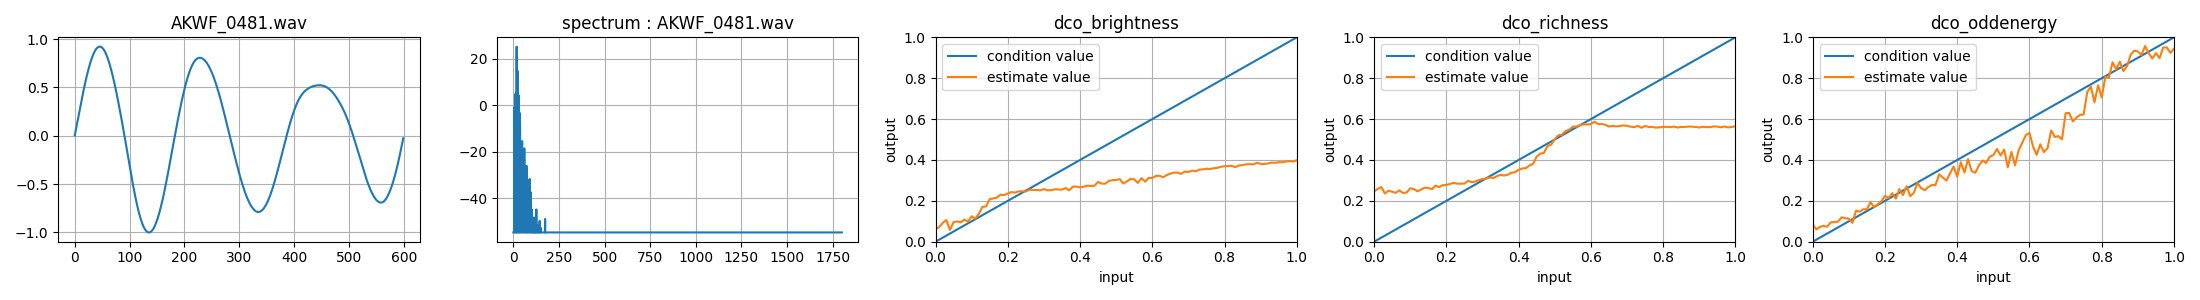 AKWF_0481.wav
1.0
0.5
0.0
−0.5
−1.0
0 100 200 300 400 500 600
spectrum : AKWF_0481.wav
20
0
−20
−40
0 250 500 750 1000 1250 1500 1750
dco_brightness
condition value
estimate value
output
1.0
0.8
0.6
0.4
0.2
0.0
0.0 0.2 0.4 0.6 0.8 1.0
input
dco_richness
condition value
estimate value
output
1.0
0.8
0.6
0.4
0.2
0.0
0.0 0.2 0.4 0.6 0.8 1.0
input
dco_oddenergy
condition value
estimate value
output
1.0
0.8
0.6
0.4
0.2
0.0
0.0 0.2 0.4 0.6 0.8 1.0
input